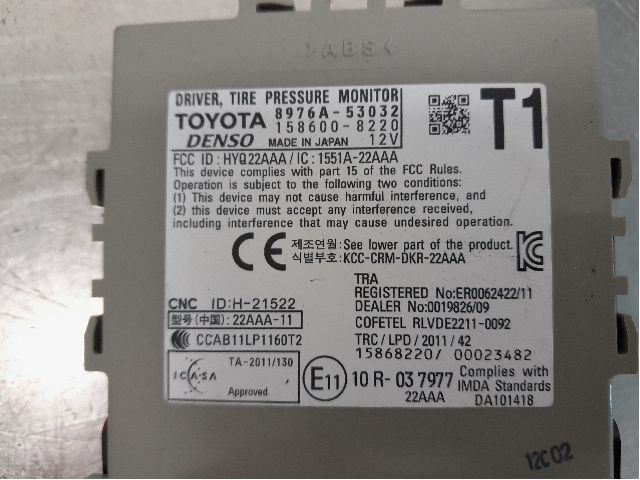 >ABS<
DRIVER, TIRE PRESSURE MONITOR
TOYOTA 8976A-53032
158600-8220
DENSO MADE IN JAPAN 12V
T1
FCC ID : HYQ22AAA / IC : 1551A-22AAA
This device complies with part 15 of the FCC Rules.
Operation is subject to the following two conditions:
(1) This device may not cause harmful interference, and
(2) this device must accept any interference received,
including interference that may cause undesired operation.
CE 제조연월: See lower part of the product.
식별부호: KCC-CRM-DKR-22AAA
TRA
REGISTERED No:ER0062422/11
DEALER No:0019826/09
COFETEL RLVDE2211-0092
TRC / LPD / 2011 / 42
15868220/ 00023482
CNC ID:H-21522
型号(中国): 22AAA-11
CCAB11LP1160T2
ICASA TA-2011/130
Approved
E11 10 R- 03 7977
22AAA
Complies with
IMDA Standards
DA101418
12C02